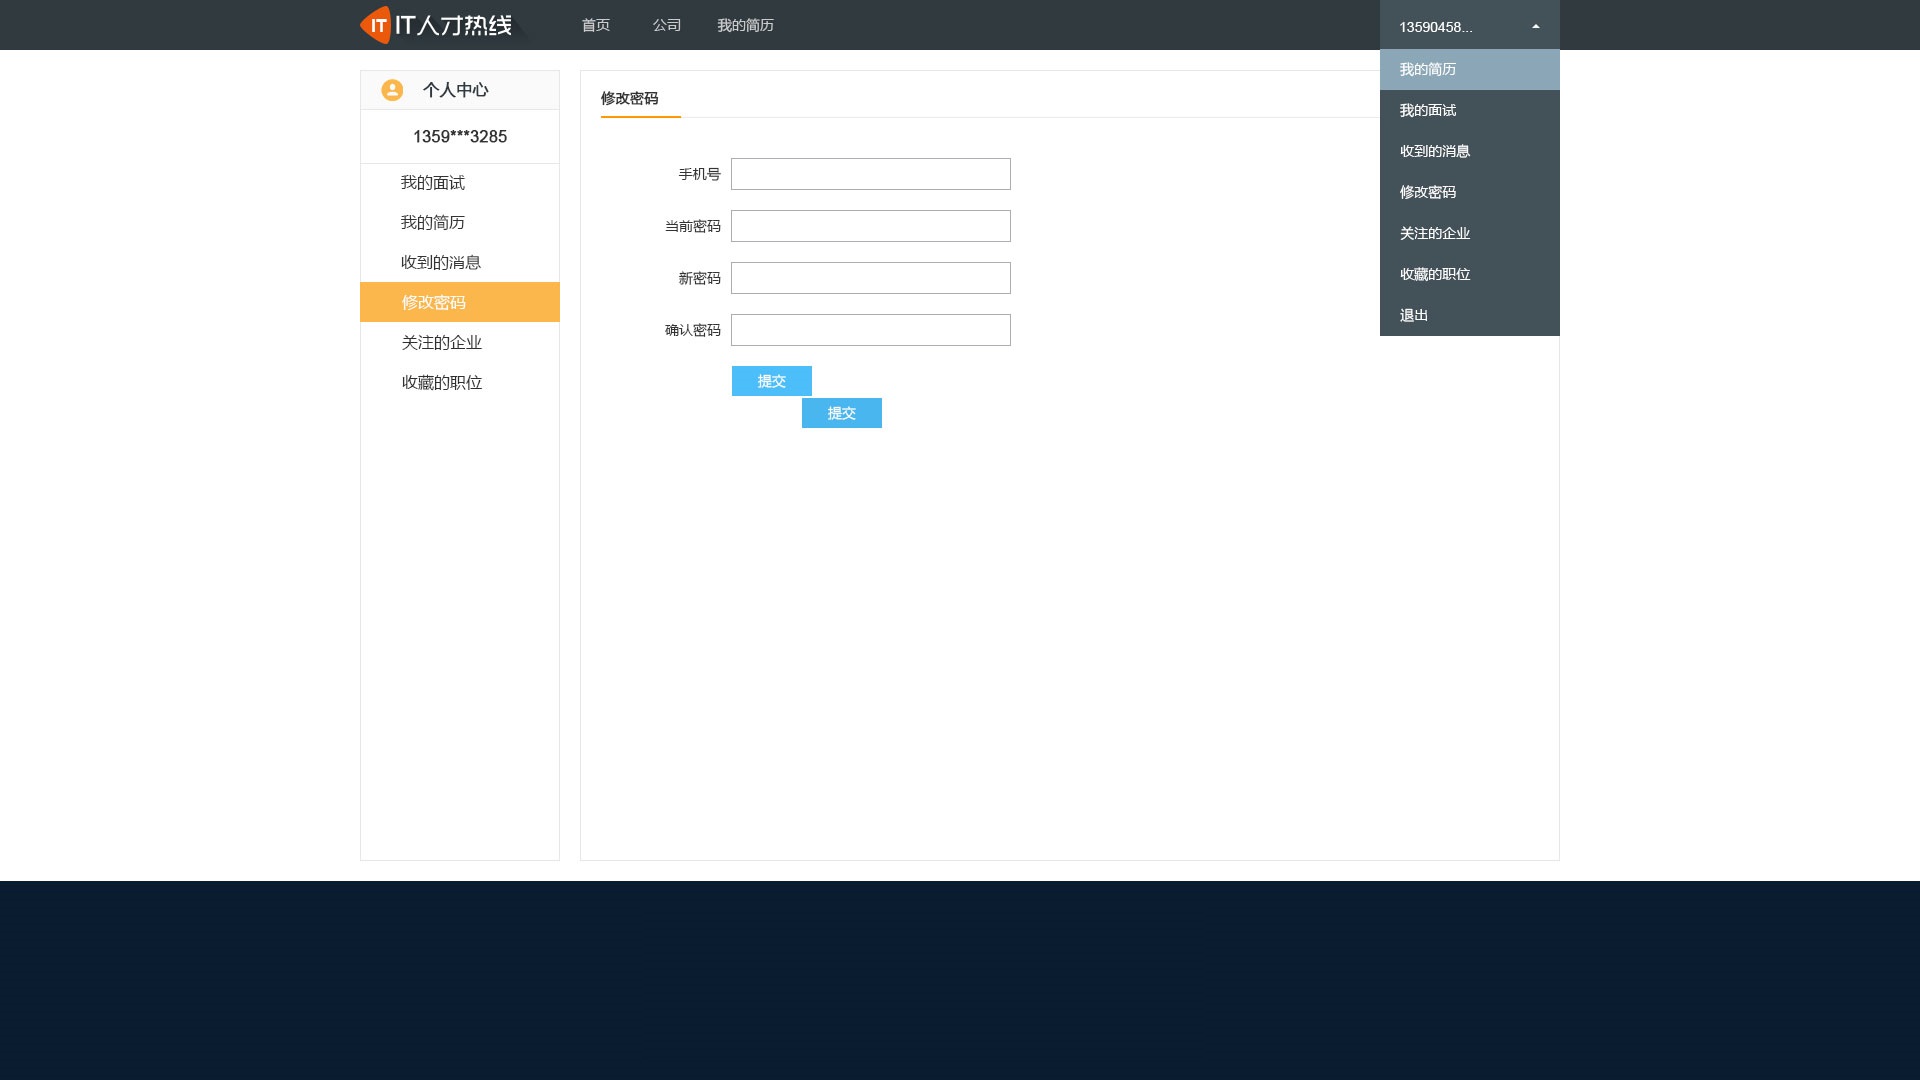 IT IT人才热线
首页 公司 我的简历
13590458...
我的简历
我的面试
收到的消息
修改密码
关注的企业
收藏的职位
退出
个人中心
1359***3285
我的面试
我的简历
收到的消息
修改密码
关注的企业
收藏的职位
修改密码
手机号
当前密码
新密码
确认密码
提交
提交